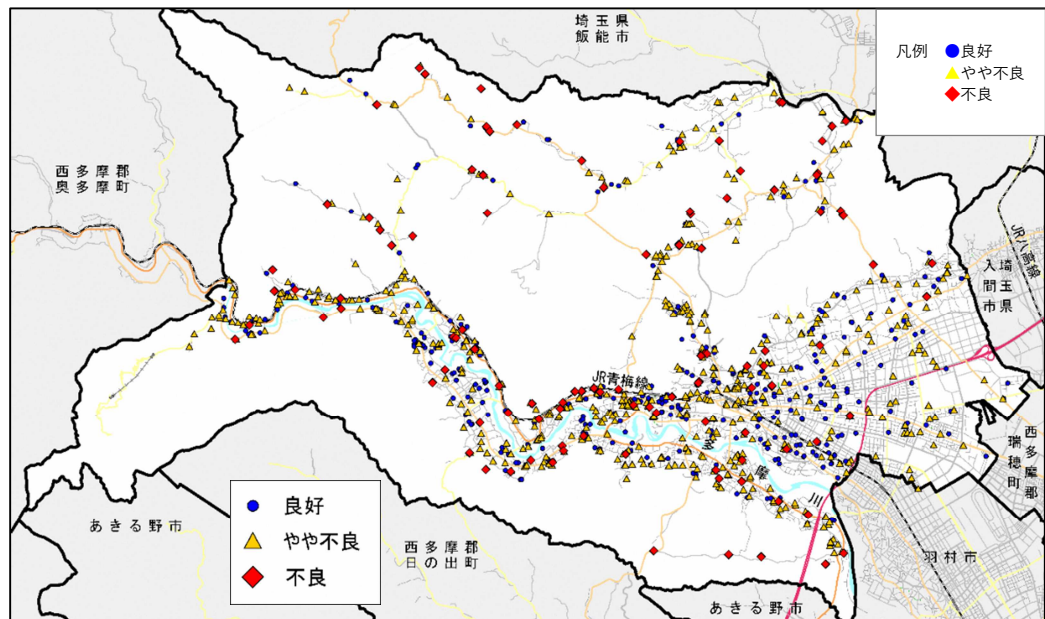 埼玉県
飯能市
凡例 良好
やや不良
不良
西多摩郡
奥多摩町
JR八高線
埼玉県
入間市
JR青梅線
多摩川
西多摩郡
瑞穂町
良好
やや不良
不良
あきる野市
西多摩郡
日の出町
羽村市
あきる野市